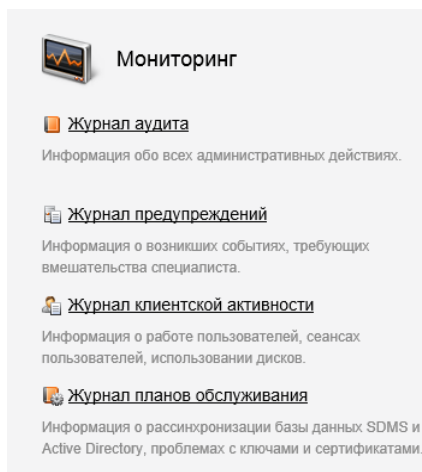 Мониторинг
Журнал аудита
Информация обо всех административных действиях.
Журнал предупреждений
Информация о возникших событиях, требующих
вмешательства специалиста.
Журнал клиентской активности
Информация о работе пользователей, сеансах
пользователей, использовании дисков.
Журнал планов обслуживания
Информация о рассинхронизации базы данных SDMS и
Active Directory, проблемах с ключами и сертификатами.